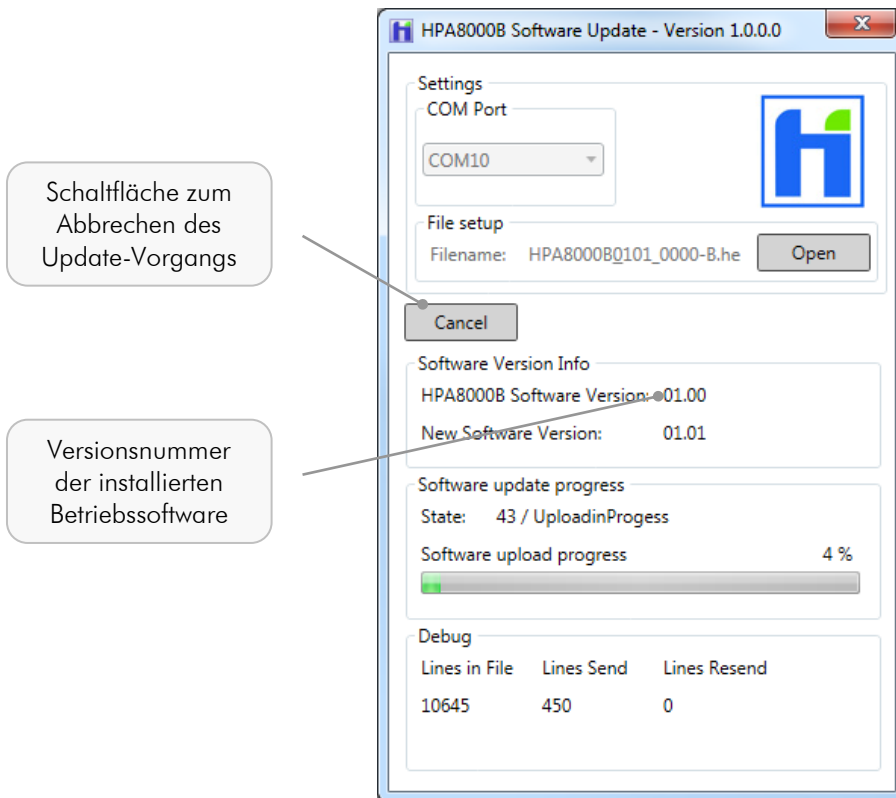 HPA8000B Software Update - Version 1.0.0.0
Settings
COM Port
COM10
File setup
Filename: HPA8000B0101_0000-B.he
Open
Schaltfläche zum
Abbrechen des
Update-Vorgangs
Cancel
Software Version Info
HPA8000B Software Version: 01.00
New Software Version: 01.01
Versionsnummer
der installierten
Betriebssoftware
Software update progress
State: 43 / UploadinProgess
Software upload progress 4 %
Debug
Lines in File Lines Send Lines Resend
10645 450 0